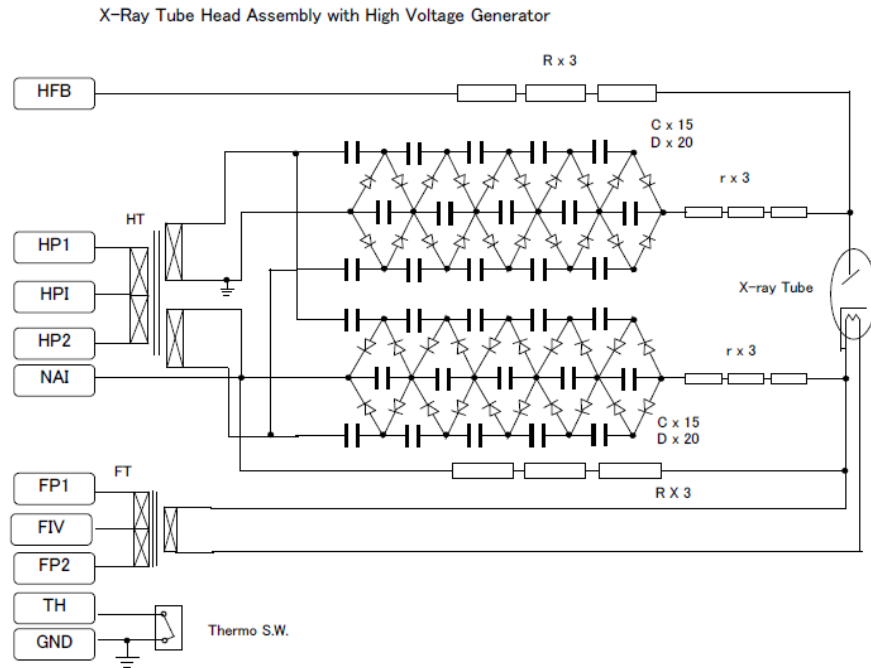 X-Ray Tube Head Assembly with High Voltage Generator
R x 3
HFB
C x 15
D x 20
r x 3
HT
HP1
HPI
X-ray Tube
HP2
r x 3
NAI
C x 15
D x 20
FT
FP1
R X 3
FIV
FP2
TH
Thermo S.W.
GND